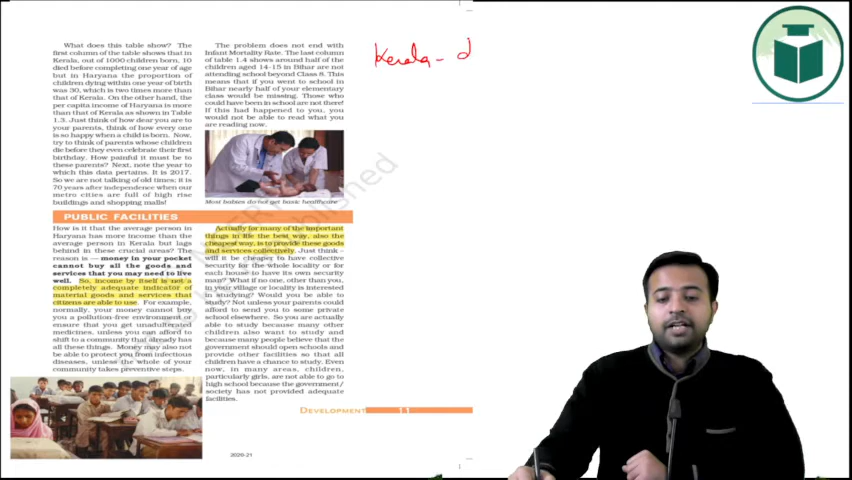 What does this table show? The
first column of the table shows that in
Kerala, out of 1000 children born, 10
died before completing one year of age
but in Haryana the proportion of
children dying within one year of birth
was 30, which is two times more than
that of Kerala. On the other hand, the
per capita income of Haryana is more
than that of Kerala as shown in Table
1.3. Just think of how dear you are to
your parents, think of how every one
is so happy when a child is born. Now,
try to think of parents whose children
die before they even celebrate their first
birthday. How painful it must be to
these parents? Next, note the year to
which this data pertains. It is 2017.
So we are not talking of old times; it is
70 years after independence when our
metro cities are full of high rise
buildings and shopping malls!
The problem does not end with
Infant Mortality Rate. The last column
of table 1.4 shows around half of the
children aged 14-15 in Bihar are not
attending school beyond Class 8. This
means that if you went to school in
Bihar nearly half of your elementary
class would be missing. Those who
could have been in school are not there!
If this had happened to you, you
would not be able to read what you
are reading now.
Most babies do not get basic healthcare
PUBLIC FACILITIES
How is it that the average person in
Haryana has more income than the
average person in Kerala but lags
behind in these crucial areas? The
reason is — money in your pocket
cannot buy all the goods and
services that you may need to live
well. So, income by itself is not a
completely adequate indicator of
material goods and services that
citizens are able to use. For example,
normally, your money cannot buy
you a pollution-free environment or
ensure that you get unadulterated
medicines, unless you can afford to
shift to a community that already has
all these things. Money may also not
be able to protect you from infectious
diseases, unless the whole of your
community takes preventive steps.
Actually for many of the important
things in life the best way, also the
cheapest way, is to provide these goods
and services collectively. Just think –
will it be cheaper to have collective
security for the whole locality or for
each house to have its own security
man? What if no one, other than you,
in your village or locality is interested
in studying? Would you be able to
study? Not unless your parents could
afford to send you to some private
school elsewhere. So you are actually
able to study because many other
children also want to study and
because many people believe that the
government should open schools and
provide other facilities so that all
children have a chance to study. Even
now, in many areas, children,
particularly girls, are not able to go to
high school because the government/
society has not provided adequate
facilities.
DEVELOPMENT 11
2020-21
Kerala -